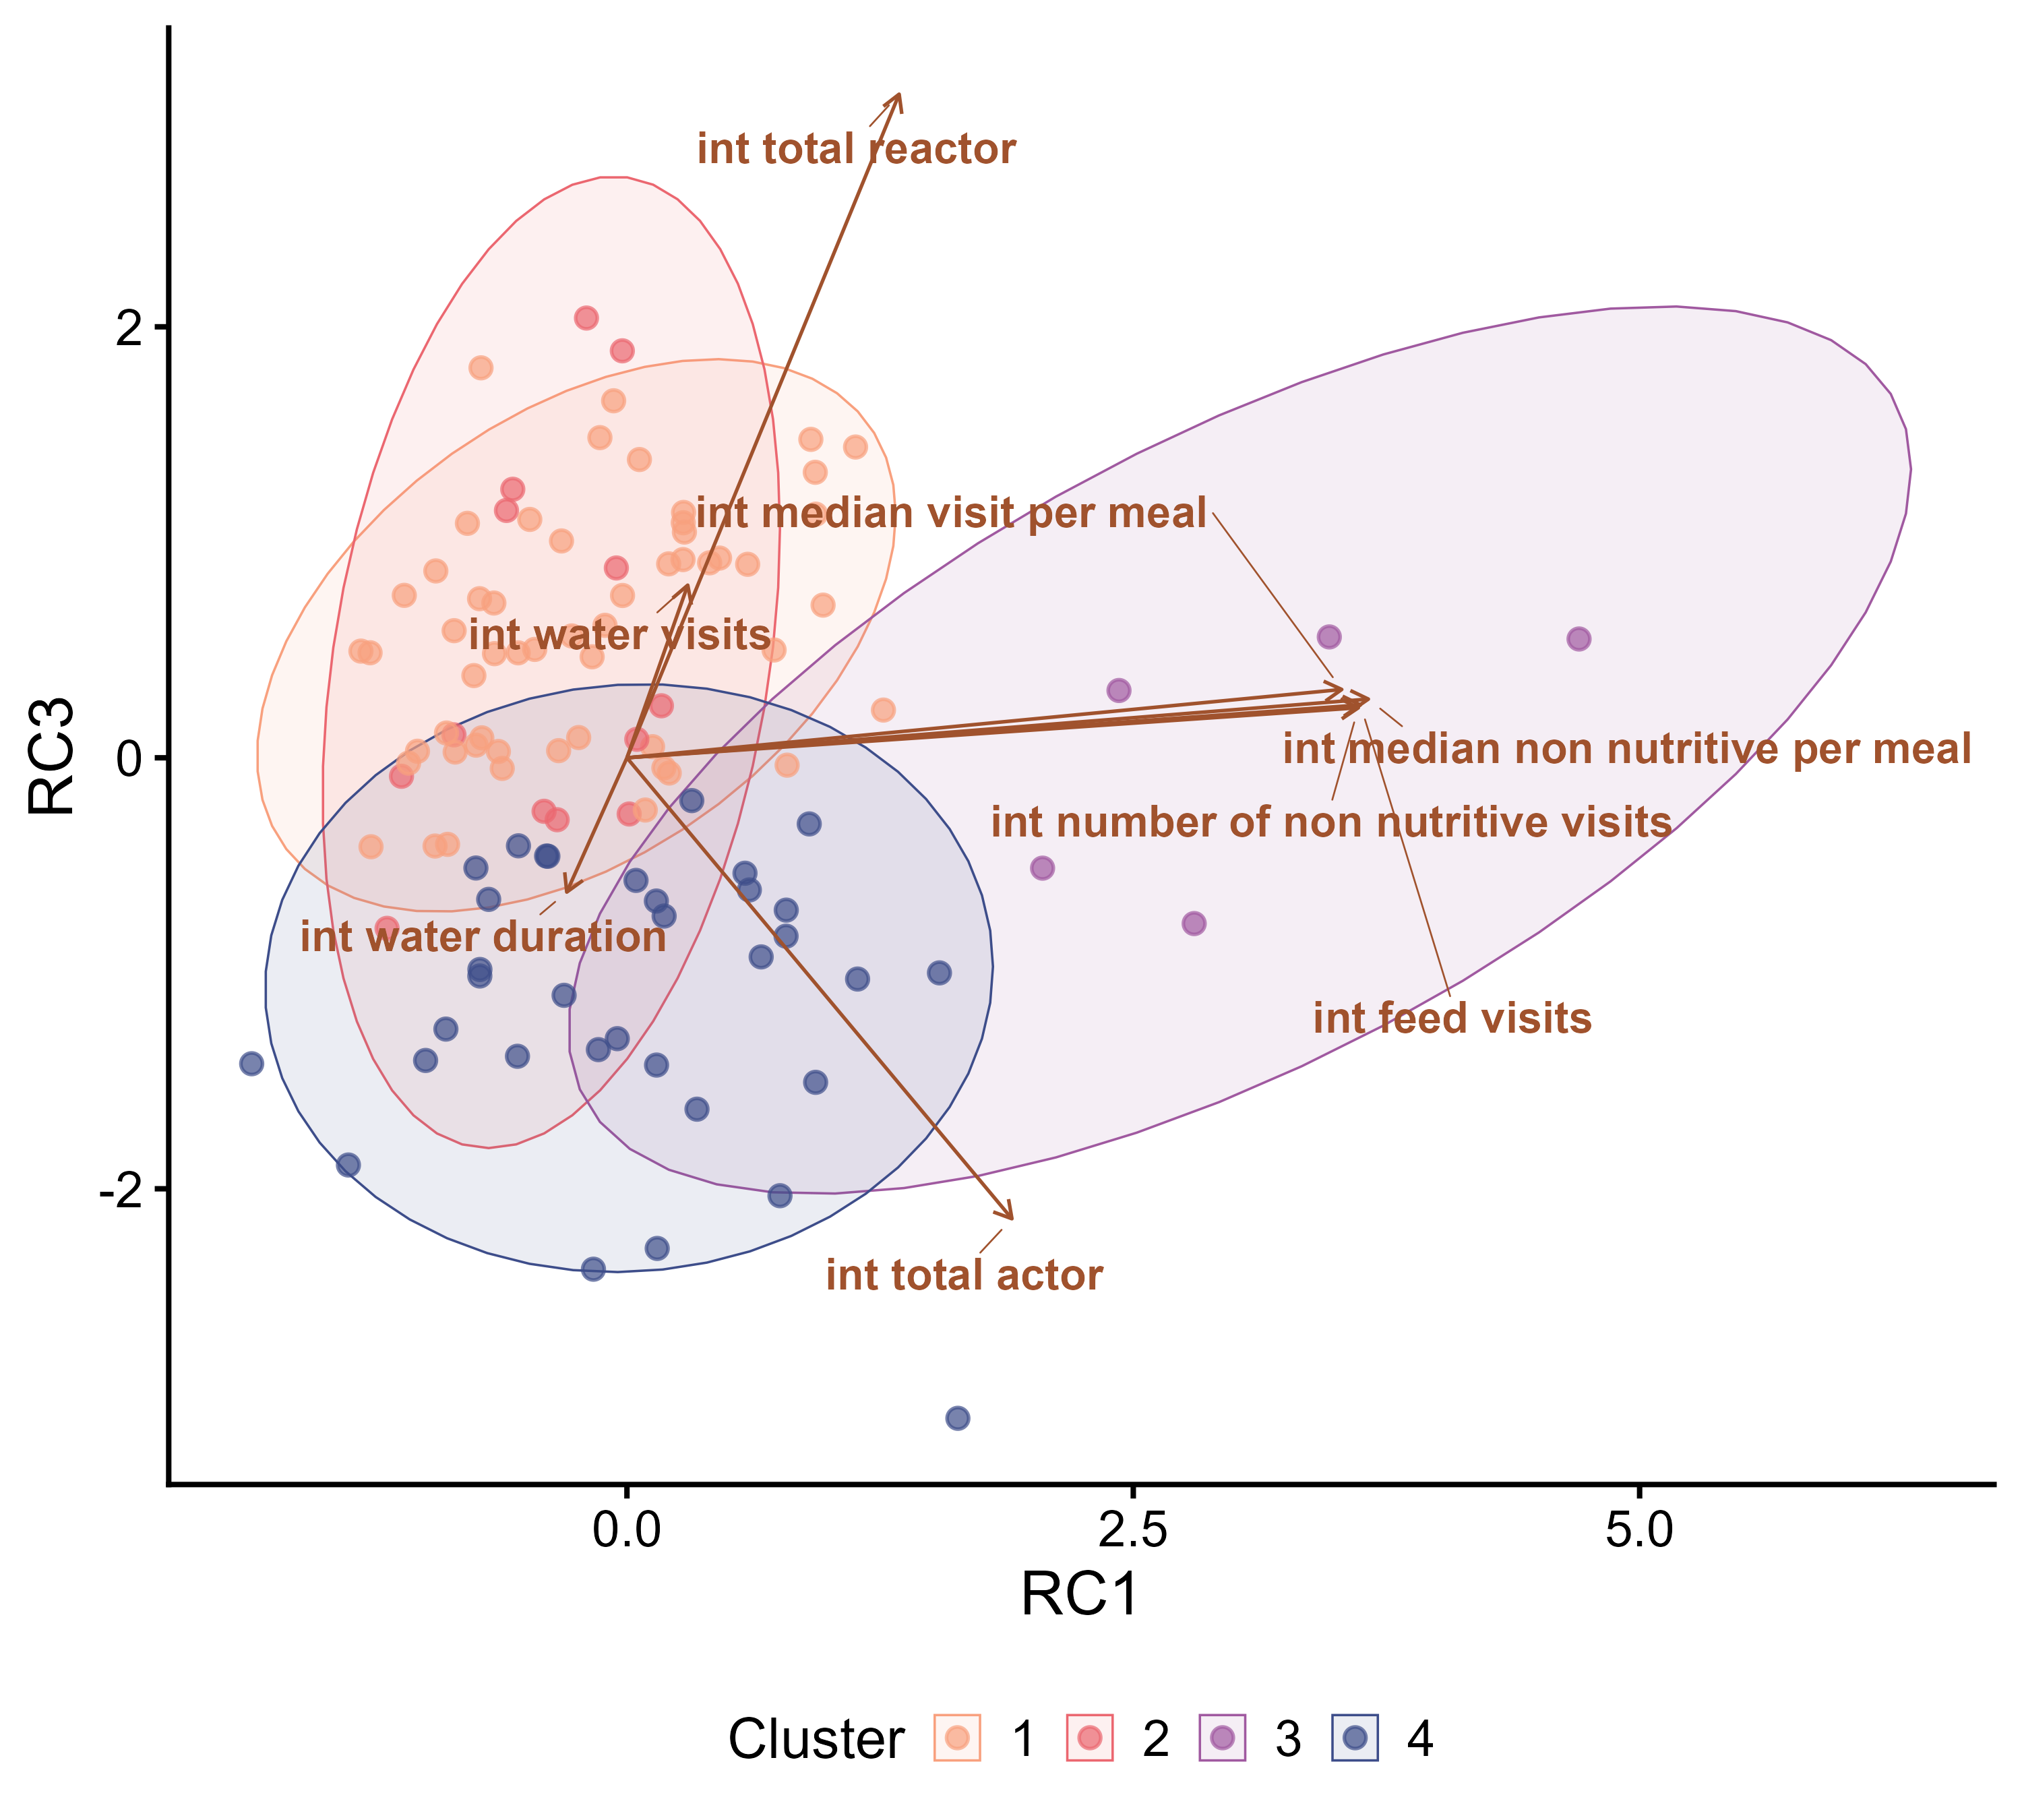 int total reactor
2
int median visit per meal
int water visits
RC3
0
int median non nutritive per meal
int number of non nutritive visits
int water duration
int feed visits
-2
int total actor
0.0 2.5 5.0
RC1
Cluster 1 2 3 4